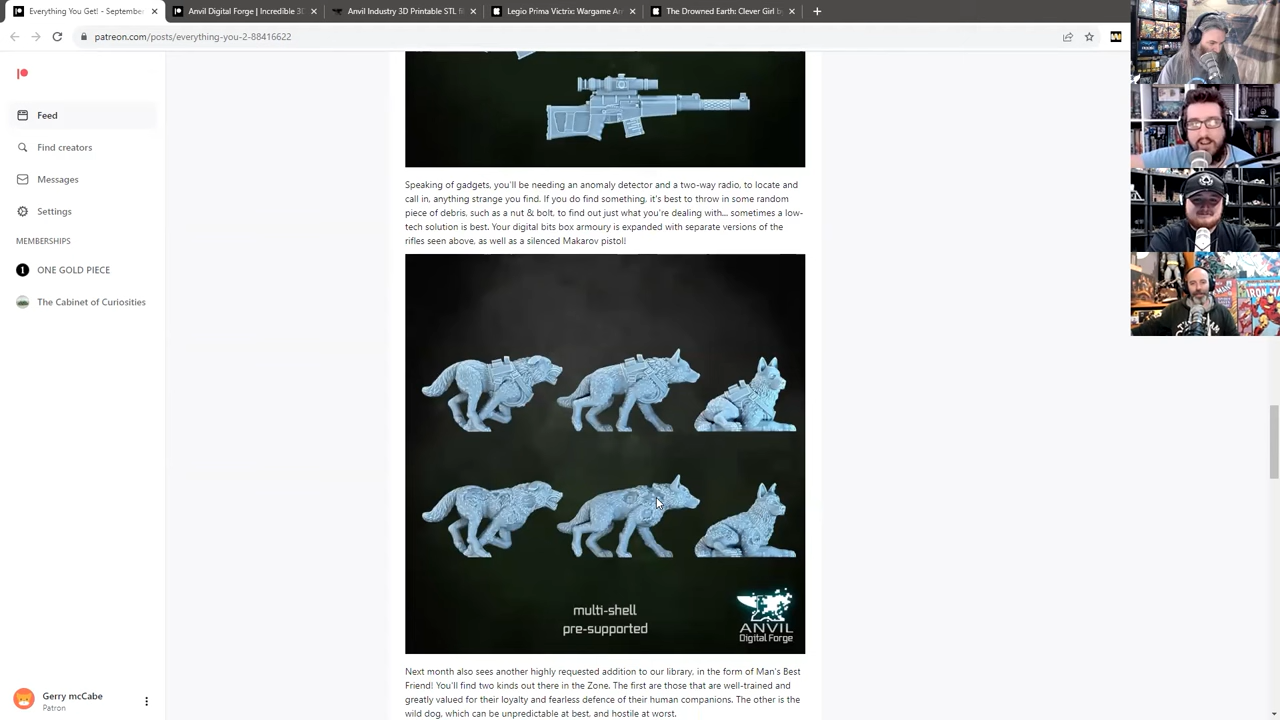 Everything You Get! - September
Anvil Digital Forge | Incredible 3D
Anvil Industry 3D Printable STL fi
Legio Prima Victrix: Wargame Ar
The Drowned Earth: Clever Girl b
patreon.com/posts/everything-you-2-88416622
Feed
Find creators
Messages
Settings
MEMBERSHIPS
ONE GOLD PIECE
The Cabinet of Curiosities
Speaking of gadgets, you'll be needing an anomaly detector and a two-way radio, to locate and
call in, anything strange you find. If you do find something, it's best to throw in some random
piece of debris, such as a nut & bolt, to find out just what you're dealing with... sometimes a low-
tech solution is best. Your digital bits box armoury is expanded with separate versions of the
rifles seen above, as well as a silenced Makarov pistol!
multi-shell
pre-supported
ANVIL
Digital Forge
Next month also sees another highly requested addition to our library, in the form of Man's Best
Friend! You'll find two kinds out there in the Zone. The first are those that are well-trained and
greatly valued for their loyalty and fearless defence of their human companions. The other is the
wild dog, which can be unpredictable at best, and hostile at worst.
Gerry mcCabe
Patron
IRON MAN